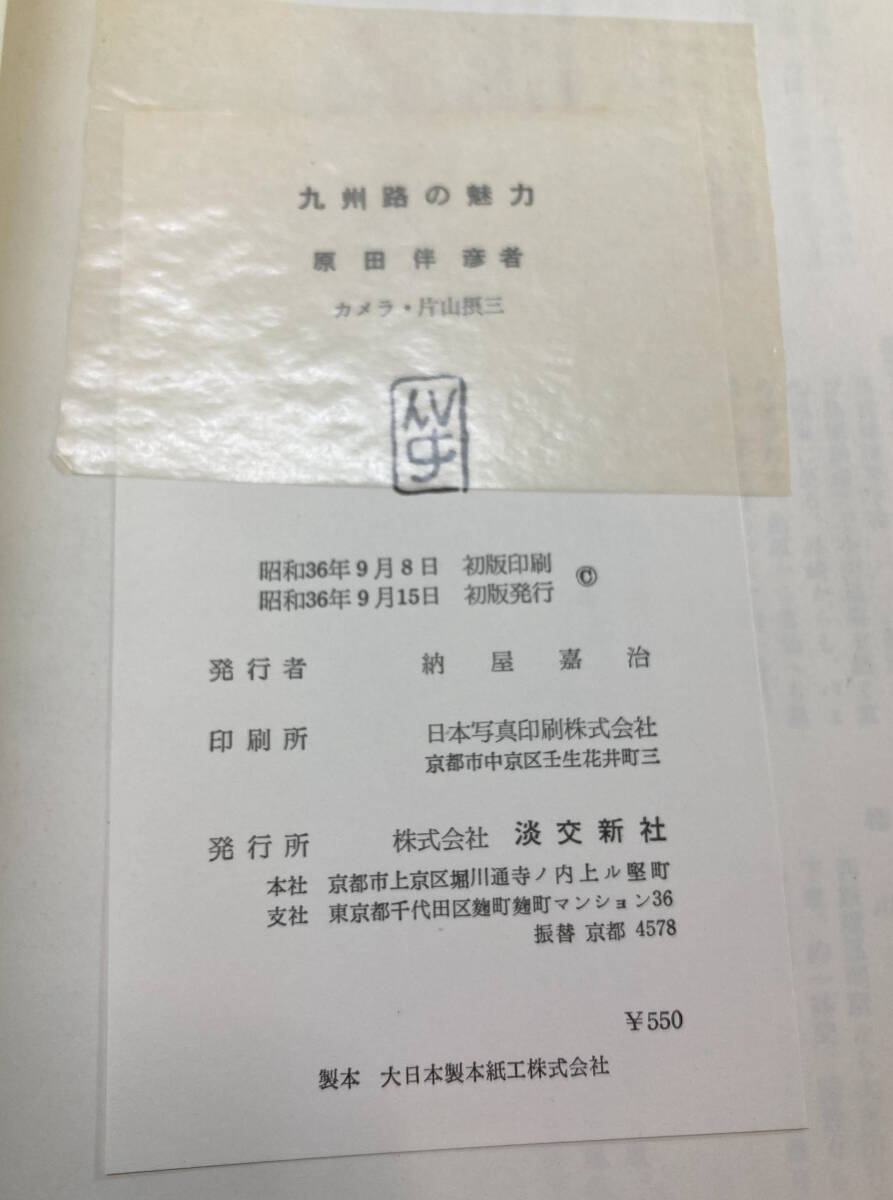 九州路の魅力
原田伴彦著
カメラ・片山摂三
昭和36年9月8日 初版印刷
昭和36年9月15日 初版発行
©
発行者 納屋嘉治
印刷所 日本写真印刷株式会社
京都市中京区壬生花井町三
発行所 株式会社 淡交新社
本社 京都市上京区堀川通寺ノ内上ル竪町
支社 東京都千代田区麹町麹町マンション36
振替 京都 4578
¥550
製本 大日本製本紙工株式会社